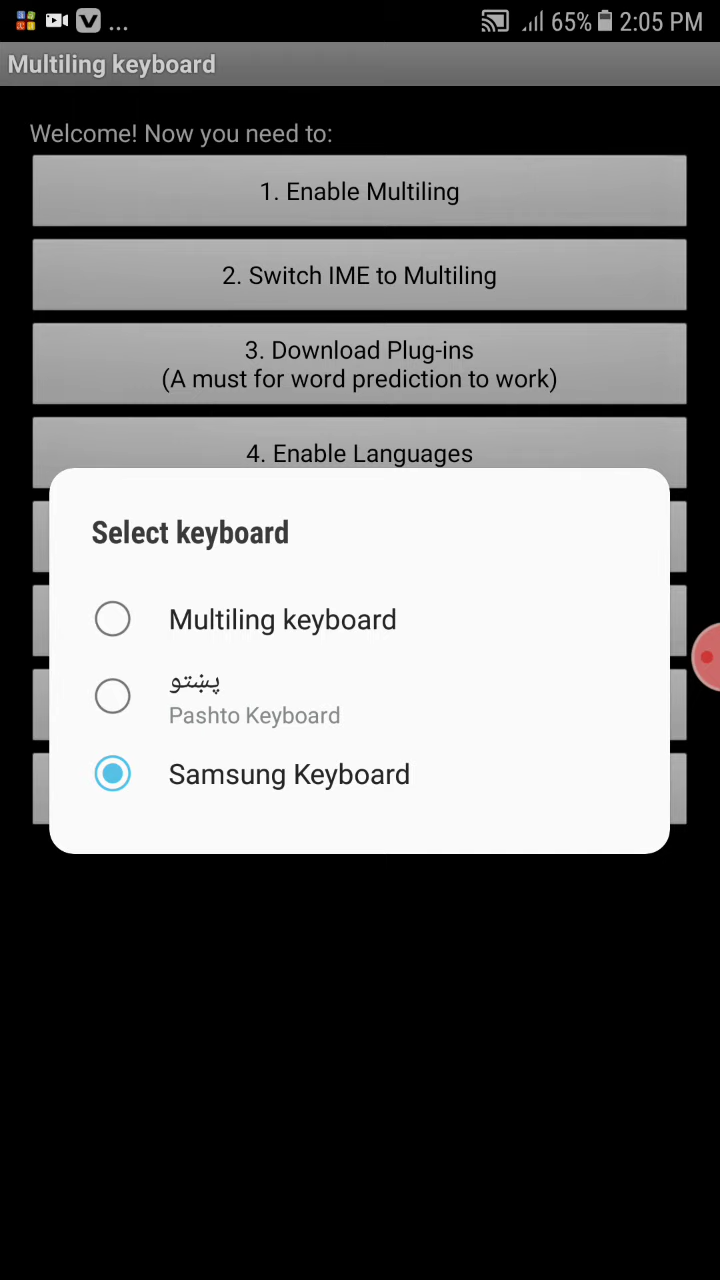 ... 65% 2:05 PM
Multiling keyboard
Welcome! Now you need to:
1. Enable Multiling
2. Switch IME to Multiling
3. Download Plug-ins
(A must for word prediction to work)
4. Enable Languages
Select keyboard
Multiling keyboard
پښتو
Pashto Keyboard
Samsung Keyboard